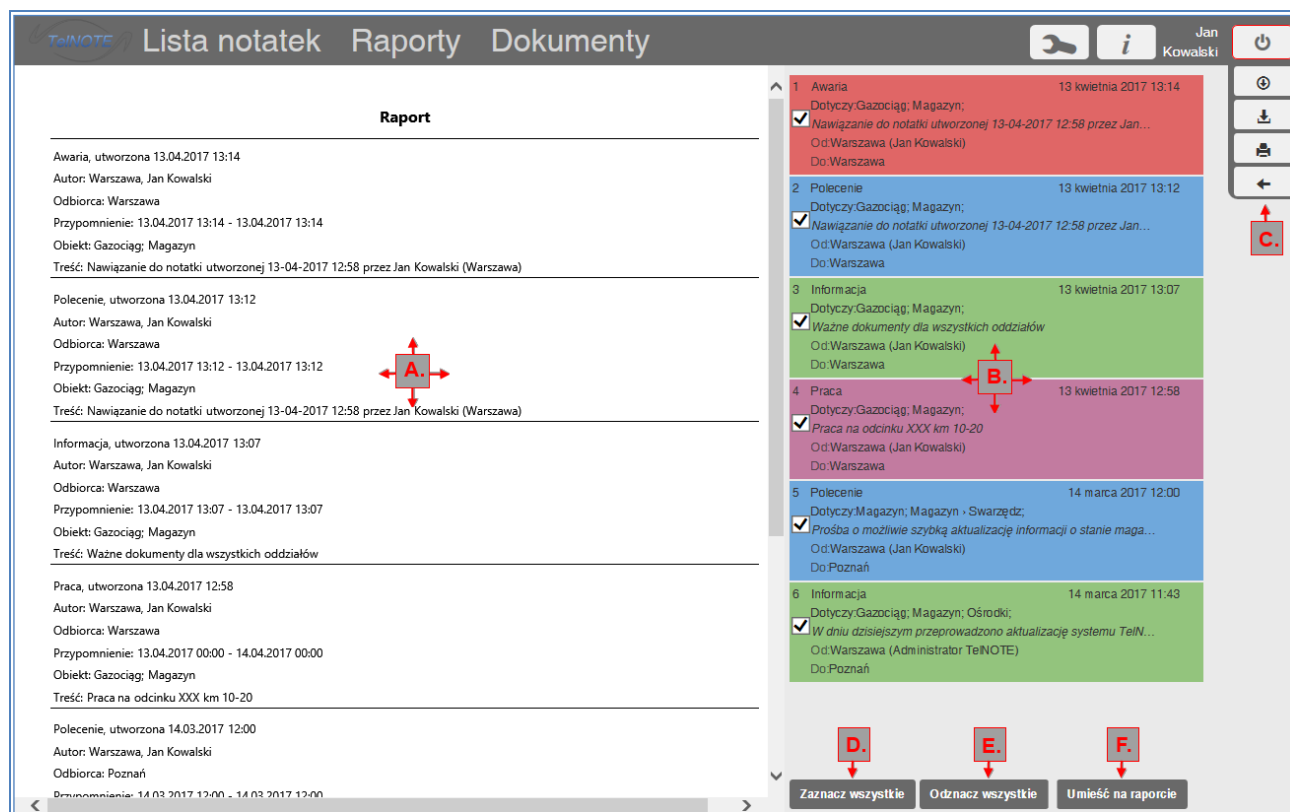 TelNOTE Lista notatek Raporty Dokumenty i Jan Kowalski
Raport
Awaria, utworzona 13.04.2017 13:14
Autor: Warszawa, Jan Kowalski
Odbiorca: Warszawa
Przypomnienie: 13.04.2017 13:14 - 13.04.2017 13:14
Obiekt: Gazociąg; Magazyn
Treść: Nawiązanie do notatki utworzonej 13-04-2017 12:58 przez Jan Kowalski (Warszawa)
Polecenie, utworzona 13.04.2017 13:12
Autor: Warszawa, Jan Kowalski
Odbiorca: Warszawa
Przypomnienie: 13.04.2017 13:12 - 13.04.2017 13:12
Obiekt: Gazociąg; Magazyn
Treść: Nawiązanie do notatki utworzonej 13-04-2017 12:58 przez Jan Kowalski (Warszawa)
A.
Informacja, utworzona 13.04.2017 13:07
Autor: Warszawa, Jan Kowalski
Odbiorca: Warszawa
Przypomnienie: 13.04.2017 13:07 - 13.04.2017 13:07
Obiekt: Gazociąg; Magazyn
Treść: Ważne dokumenty dla wszystkich oddziałów
Praca, utworzona 13.04.2017 12:58
Autor: Warszawa, Jan Kowalski
Odbiorca: Warszawa
Przypomnienie: 13.04.2017 00:00 - 14.04.2017 00:00
Obiekt: Gazociąg; Magazyn
Treść: Praca na odcinku XXX km 10-20
Polecenie, utworzona 14.03.2017 12:00
Autor: Warszawa, Jan Kowalski
Odbiorca: Poznań
Przypomnienie: 14.03.2017 12:00 - 14.03.2017 12:00
1 Awaria 13 kwietnia 2017 13:14
Dotyczy:Gazociąg; Magazyn;
Nawiązanie do notatki utworzonej 13-04-2017 12:58 przez Jan…
Od:Warszawa (Jan Kowalski)
Do:Warszawa
2 Polecenie 13 kwietnia 2017 13:12
Dotyczy:Gazociąg; Magazyn;
Nawiązanie do notatki utworzonej 13-04-2017 12:58 przez Jan…
Od:Warszawa (Jan Kowalski)
Do:Warszawa
3 Informacja 13 kwietnia 2017 13:07
Dotyczy:Gazociąg; Magazyn;
Ważne dokumenty dla wszystkich oddziałów
Od:Warszawa (Jan Kowalski)
Do:Warszawa
B.
4 Praca 13 kwietnia 2017 12:58
Dotyczy:Gazociąg; Magazyn;
Praca na odcinku XXX km 10-20
Od:Warszawa (Jan Kowalski)
Do:Warszawa
5 Polecenie 14 marca 2017 12:00
Dotyczy:Magazyn; Magazyn › Swarzędz;
Prośba o możliwie szybką aktualizację informacji o stanie maga…
Od:Warszawa (Jan Kowalski)
Do:Poznań
6 Informacja 14 marca 2017 11:43
Dotyczy:Gazociąg; Magazyn; Ośrodki;
W dniu dzisiejszym przeprowadzono aktualizację systemu TelN…
Od:Warszawa (Administrator TelNOTE)
Do:Poznań
C.
D. E. F.
Zaznacz wszystkie Odznacz wszystkie Umieść na raporcie